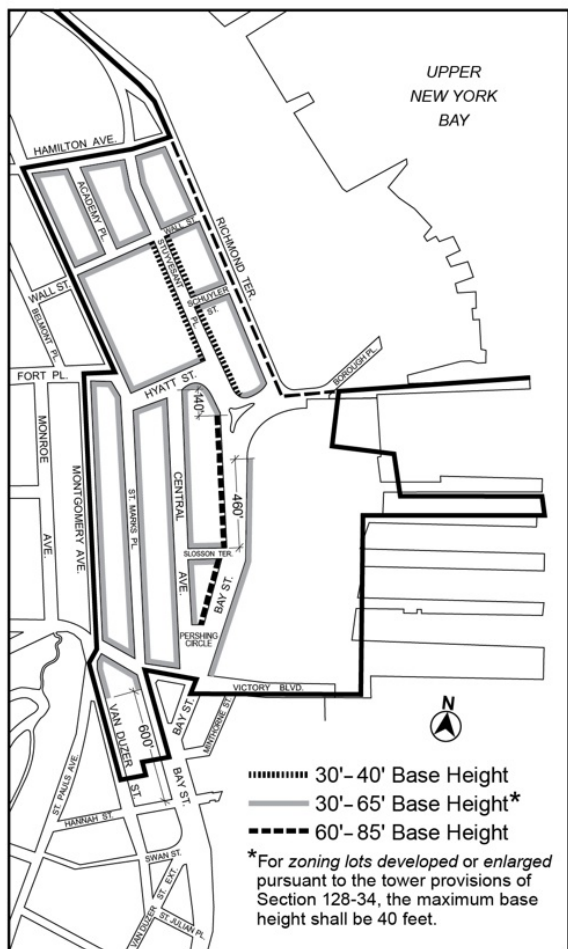 UPPER
NEW YORK
BAY
HAMILTON AVE.
ACADEMY PL.
WALL ST.
RICHMOND TER.
STUYVESANT PL.
SCHUYLER
ST.
WALL ST.
BELMONT PL.
BOROUGH PL.
FORT PL.
HYATT ST.
140'
MONROE
AVE.
MONTGOMERY AVE.
ST. MARKS PL.
CENTRAL
AVE.
460'
SLOSSON TER.
BAY ST.
PERSHING
CIRCLE
VICTORY BLVD.
N
BAY ST.
MINTHORNE ST.
VAN DUZER
ST.
600'
BAY ST.
ST. PAULS AVE.
HANNAH ST.
SWAN ST.
VAN DUZER
ST. EXT.
ST. JULIAN PL.
30'-40' Base Height
30'-65' Base Height*
60'-85' Base Height
*For zoning lots developed or enlarged
pursuant to the tower provisions of
Section 128-34, the maximum base
height shall be 40 feet.